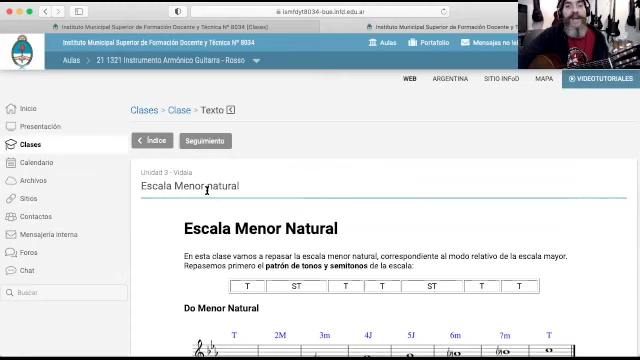 ismfdyt8034-bue.infd.edu.ar
Instituto Municipal Superior de Formación Docente y Técnica Nº 8034 [Clases]
Instituto Municipal Superior de Formación Docente y Técnica
Instituto Municipal Superior de Formación Docente y Técnica Nº 8034
Aulas
Portafolio
Mensajes no leí
Aulas > 21 1321 Instrumento Armónico Guitarra - Rosso
WEB
ARGENTINA
SITIO INFoD
MAPA
VIDEOTUTORIALES
Inicio
Presentación
Clases
Calendario
Archivos
Sitios
Contactos
Mensajería interna
Foros
Chat
Buscar
Clases > Clase > Texto
Índice
Seguimiento
Unidad 3 - Vidala
Escala Menor natural
Escala Menor Natural
En esta clase vamos a repasar la escala menor natural, correspondiente al modo relativo de la escala mayor.
Repasemos primero el patrón de tonos y semitonos de la escala:
T ST T T ST T T
Do Menor Natural
T 2M 3m 4J 5J 6m 7m T